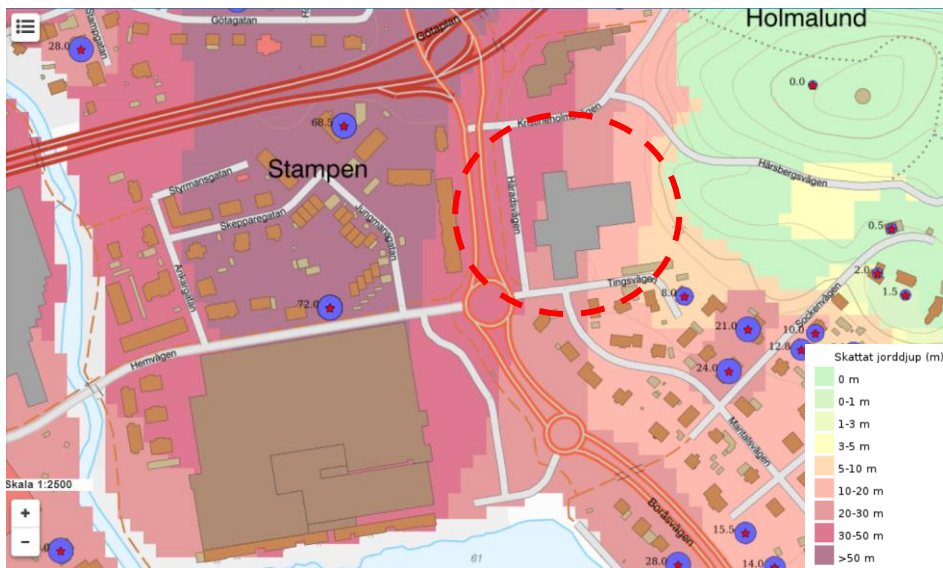 Götagatan
Stampgatan
Götaplan
Holmalund
28.0
0.0
68.5
Kristineholmsvägen
Stampen
Styrmansgatan
Skepparegatan
Jungmansgatan
Häradsvägen
Härsbergsvägen
0.5
Ankargatan
Tingsvägen
2.0
1.5
8.0
72.0
Sockenvägen
21.0
10.0
12.8
24.0
Hemvägen
Mantalsvägen
Skattat jorddjup (m)
0 m
0-1 m
1-3 m
3-5 m
5-10 m
10-20 m
20-30 m
30-50 m
>50 m
Skala 1:2500
+
−
Boråsvägen
15.5
61
28.0
14.0